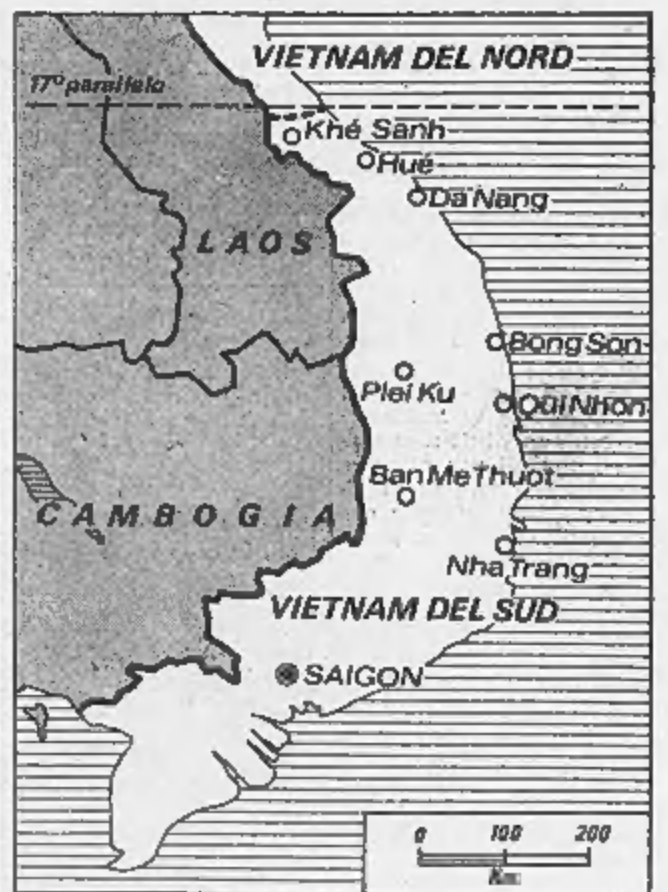 VIETNAM DEL NORD
17° parallelo
Khé Sanh
Hué
Da Nang
LAOS
Bong Son
Plei Ku
Qui Nhon
Ban Me Thuot
CAMBOGIA
Nha Trang
VIETNAM DEL SUD
SAIGON
0 100 200
Km